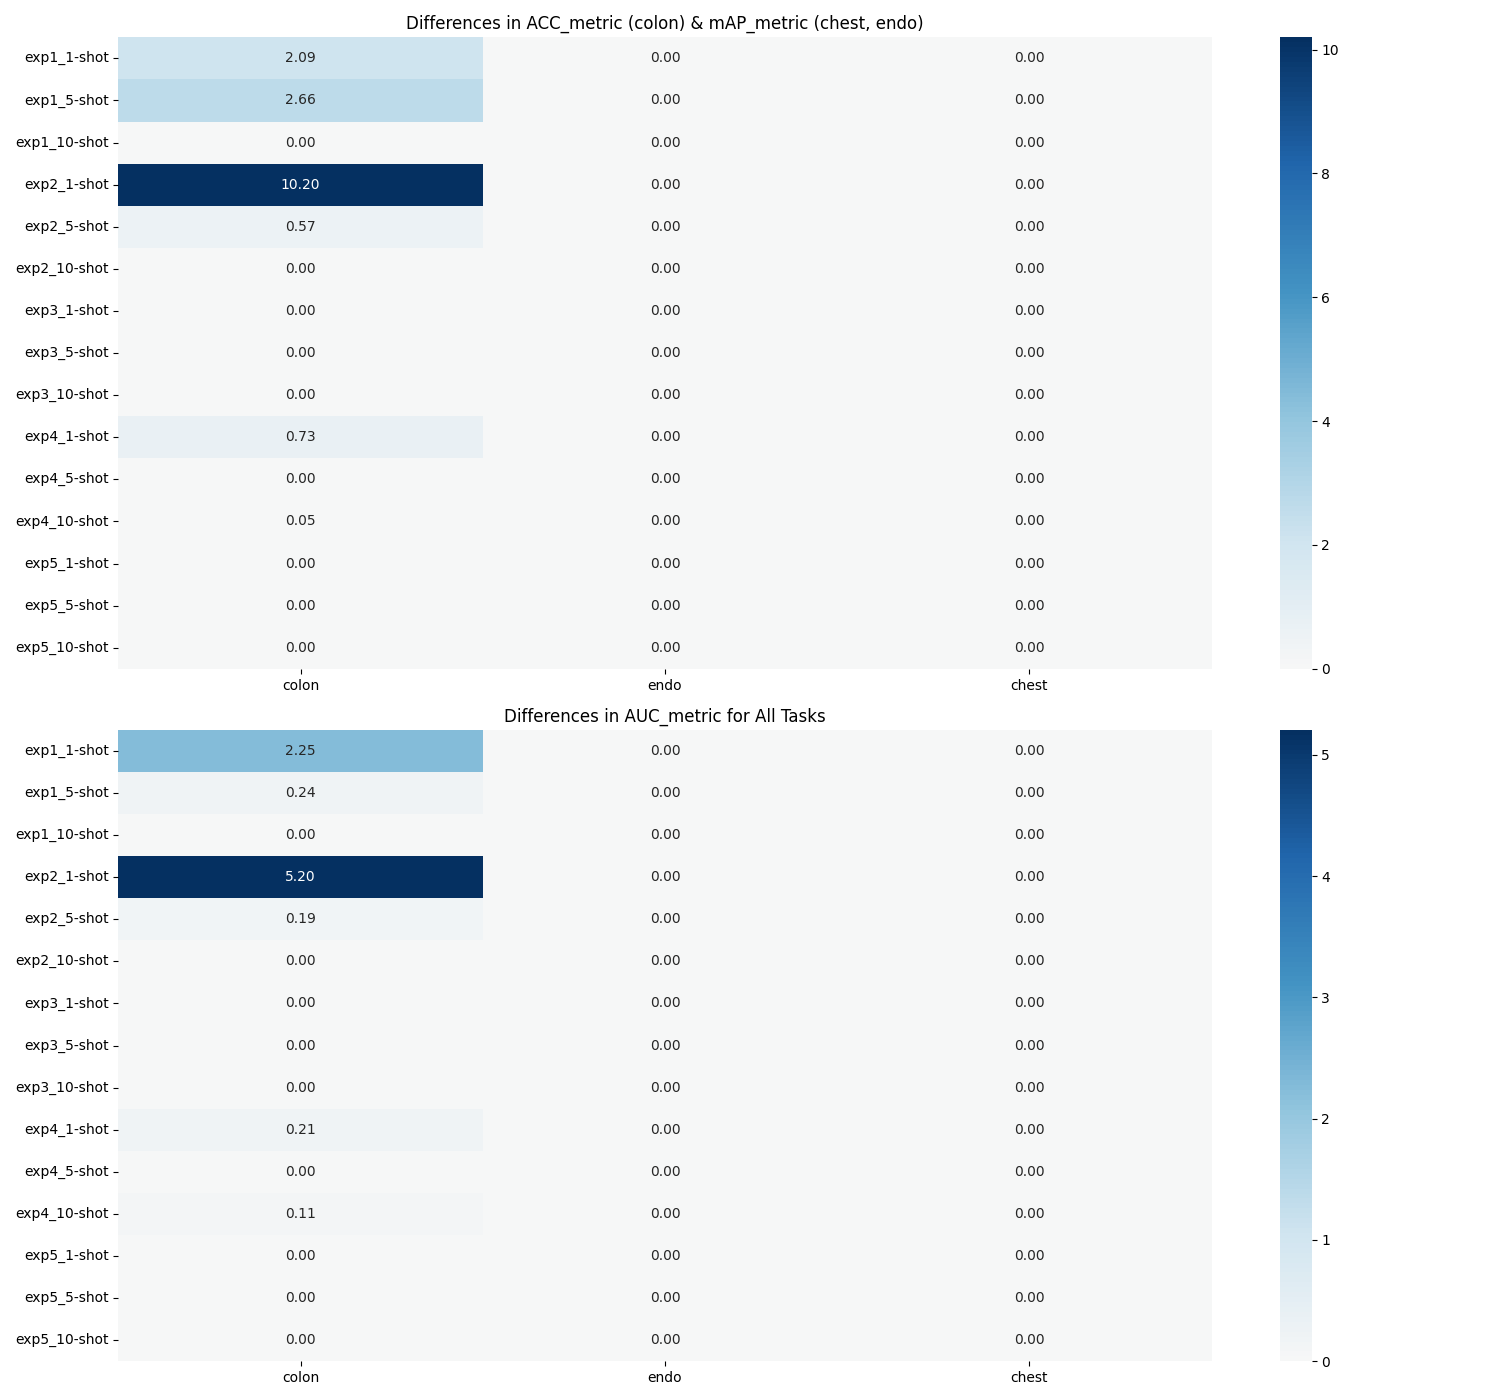 Differences in ACC_metric (colon) & mAP_metric (chest, endo)
exp1_1-shot 2.09 0.00 0.00
exp1_5-shot 2.66 0.00 0.00
exp1_10-shot 0.00 0.00 0.00
exp2_1-shot 10.20 0.00 0.00
exp2_5-shot 0.57 0.00 0.00
exp2_10-shot 0.00 0.00 0.00
exp3_1-shot 0.00 0.00 0.00
exp3_5-shot 0.00 0.00 0.00
exp3_10-shot 0.00 0.00 0.00
exp4_1-shot 0.73 0.00 0.00
exp4_5-shot 0.00 0.00 0.00
exp4_10-shot 0.05 0.00 0.00
exp5_1-shot 0.00 0.00 0.00
exp5_5-shot 0.00 0.00 0.00
exp5_10-shot 0.00 0.00 0.00
colon endo chest
10
8
6
4
2
0
Differences in AUC_metric for All Tasks
exp1_1-shot 2.25 0.00 0.00
exp1_5-shot 0.24 0.00 0.00
exp1_10-shot 0.00 0.00 0.00
exp2_1-shot 5.20 0.00 0.00
exp2_5-shot 0.19 0.00 0.00
exp2_10-shot 0.00 0.00 0.00
exp3_1-shot 0.00 0.00 0.00
exp3_5-shot 0.00 0.00 0.00
exp3_10-shot 0.00 0.00 0.00
exp4_1-shot 0.21 0.00 0.00
exp4_5-shot 0.00 0.00 0.00
exp4_10-shot 0.11 0.00 0.00
exp5_1-shot 0.00 0.00 0.00
exp5_5-shot 0.00 0.00 0.00
exp5_10-shot 0.00 0.00 0.00
colon endo chest
5
4
3
2
1
0